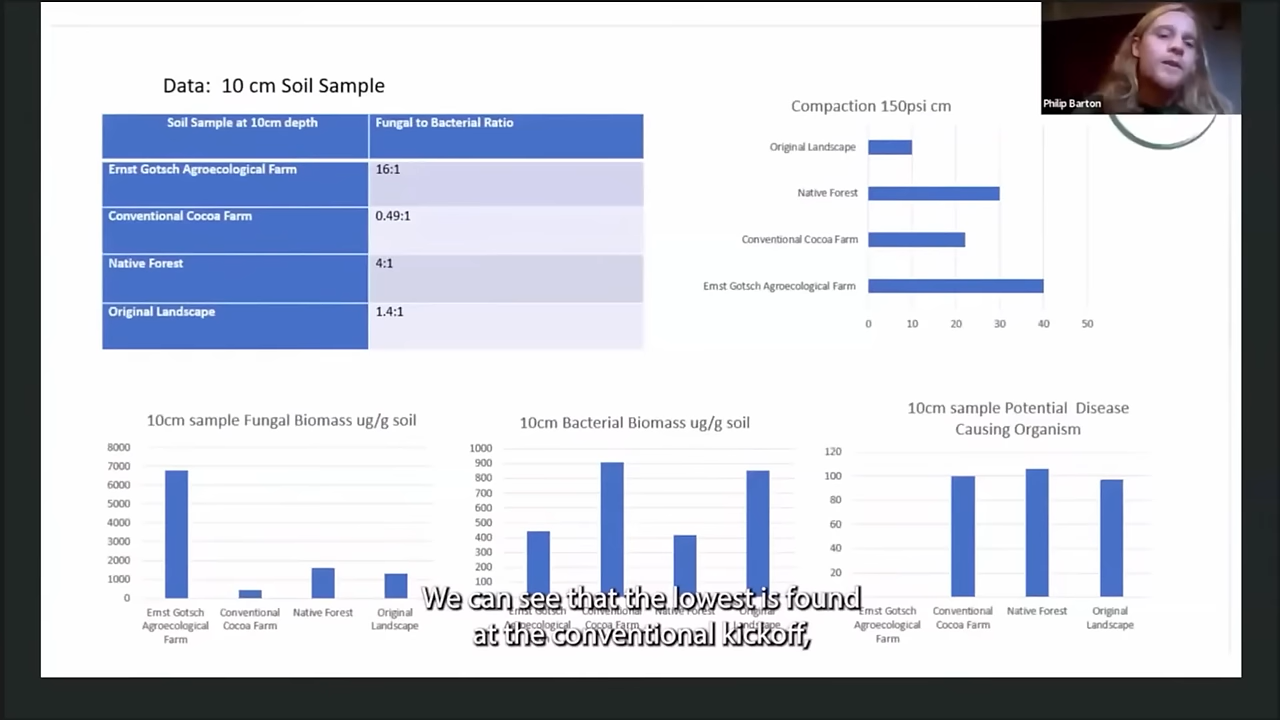 Philip Barton
Data: 10 cm Soil Sample
Soil Sample at 10cm depth Fungal to Bacterial Ratio
Ernst Gotsch Agroecological Farm 16:1
Conventional Cocoa Farm 0.49:1
Native Forest 4:1
Original Landscape 1.4:1
Compaction 150psi cm
Original Landscape
Native Forest
Conventional Cocoa Farm
Ernst Gotsch Agroecological Farm
0 10 20 30 40 50
10cm sample Fungal Biomass ug/g soil
8000
7000
6000
5000
4000
3000
2000
1000
0
Ernst Gotsch Agroecological Farm
Conventional Cocoa Farm
Native Forest
Original Landscape
10cm Bacterial Biomass ug/g soil
1000
900
800
700
600
500
400
300
200
100
10cm sample Potential Disease
Causing Organism
120
100
80
60
40
20
Ernst Gotsch Agroecological Farm
Conventional Cocoa Farm
Native Forest
Original Landscape
We can see that the lowest is found
at the conventional kickoff,